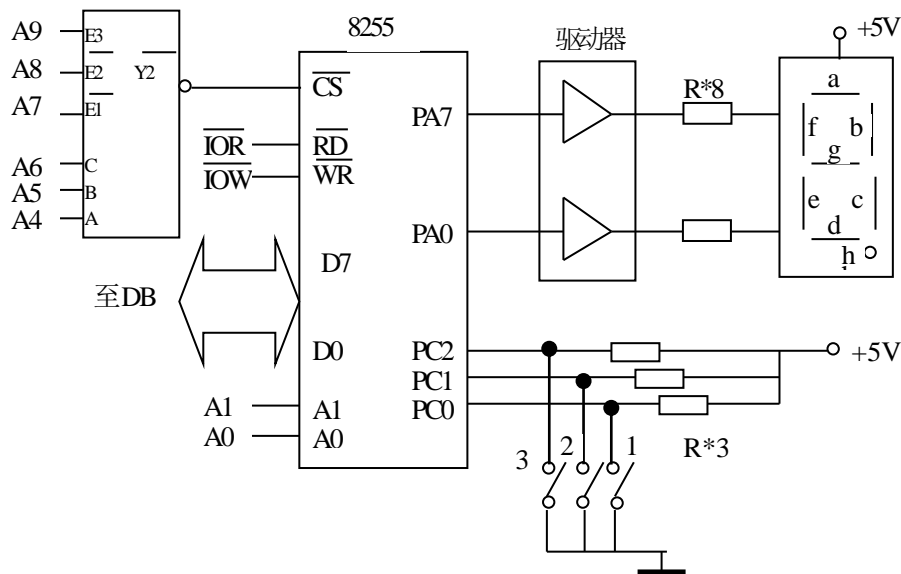 8255
驱动器
+5V
A9
E3
A8
E2
Y2
A7
E1
CS
a
PA7
R*8
f b
g
IOR
RD
IOW
WR
A6
C
A5
B
A4
A
e c
d
h
PA0
D7
至DB
D0
PC2
+5V
PC1
A1
A1
PC0
A0
A0
R*3
3 2 1